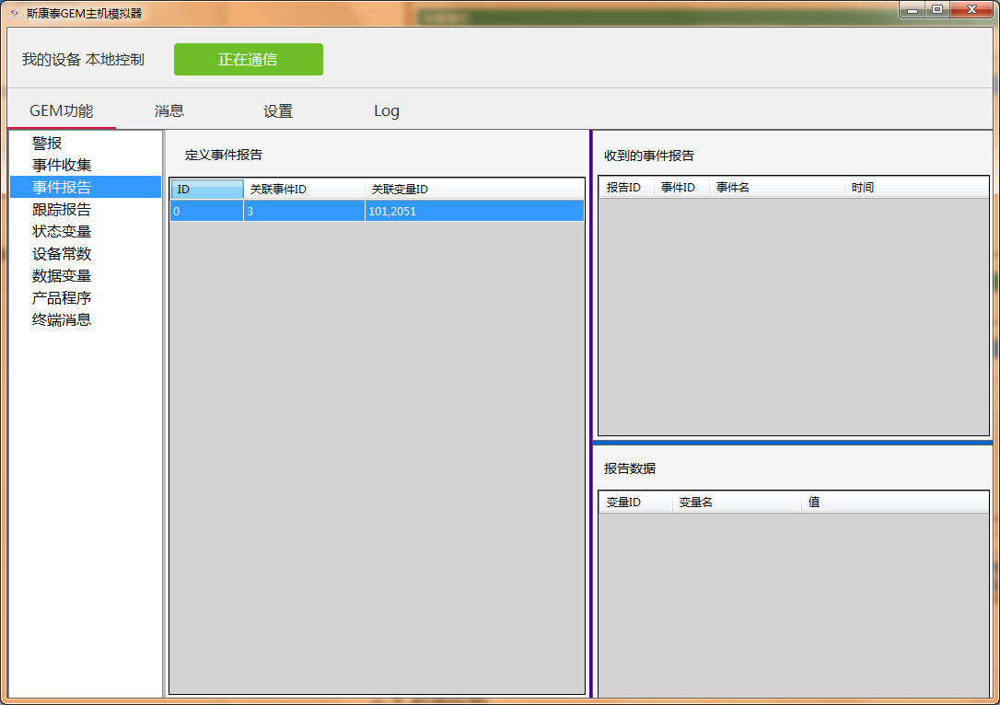 斯康泰GEM主机模拟器
我的设备 本地控制
正在通信
GEM功能 消息 设置 Log
警报
事件收集
事件报告
跟踪报告
状态变量
设备常数
数据变量
产品程序
终端消息
定义事件报告
ID 关联事件ID 关联变量ID
0 3 101,2051
收到的事件报告
报告ID 事件ID 事件名 时间
报告数据
变量ID 变量名 值